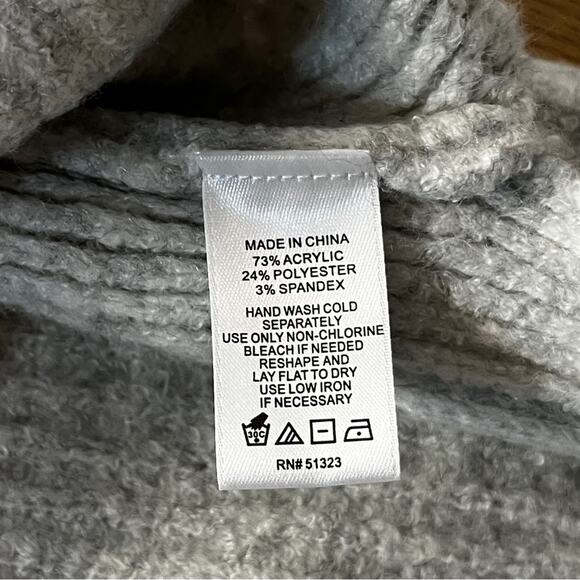 MADE IN CHINA
73% ACRYLIC
24% POLYESTER
3% SPANDEX
HAND WASH COLD
SEPARATELY
USE ONLY NON-CHLORINE
BLEACH IF NEEDED
RESHAPE AND
LAY FLAT TO DRY
USE LOW IRON
IF NECESSARY
30C
RN# 51323